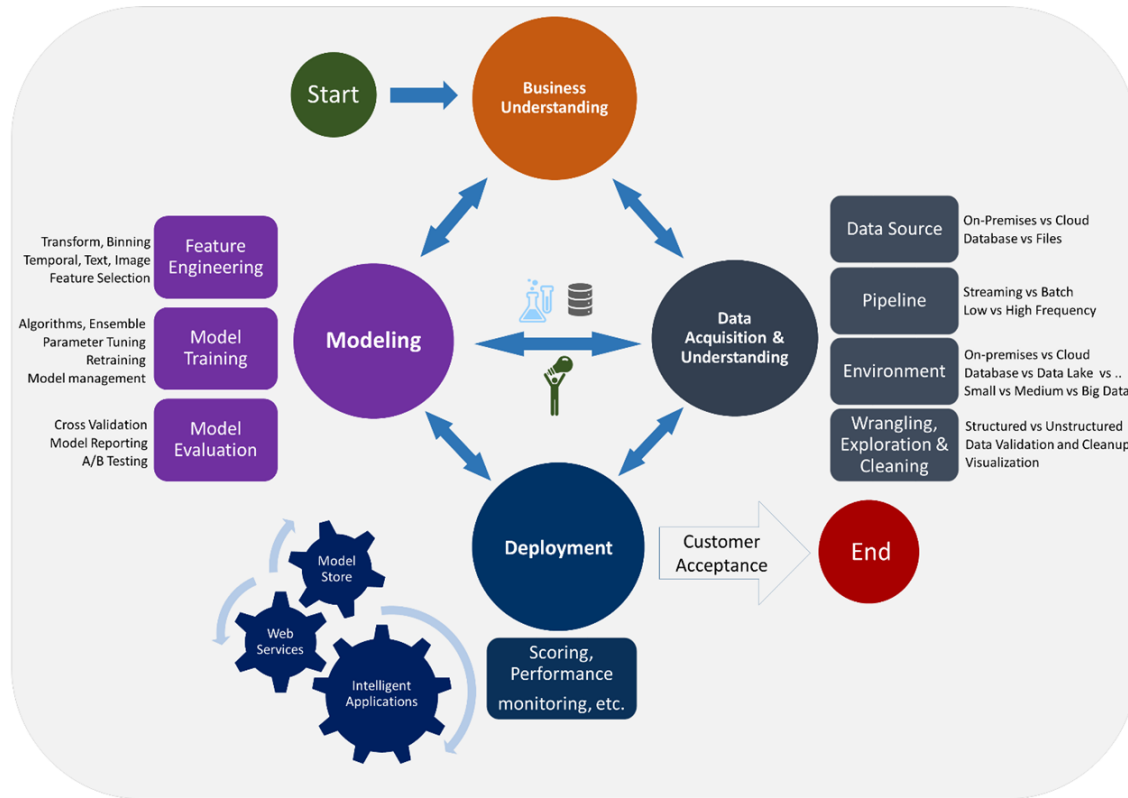 Start
Business
Understanding
Transform, Binning
Temporal, Text, Image
Feature Selection
Feature
Engineering
Algorithms, Ensemble
Parameter Tuning
Retraining
Model management
Model
Training
Cross Validation
Model Reporting
A/B Testing
Model
Evaluation
Modeling
Data
Acquisition &
Understanding
Data Source
On-Premises vs Cloud
Database vs Files
Pipeline
Streaming vs Batch
Low vs High Frequency
Environment
On-premises vs Cloud
Database vs Data Lake vs ..
Small vs Medium vs Big Data
Wrangling,
Exploration &
Cleaning
Structured vs Unstructured
Data Validation and Cleanup
Visualization
Deployment
Customer
Acceptance
End
Model
Store
Web
Services
Intelligent
Applications
Scoring,
Performance
monitoring, etc.